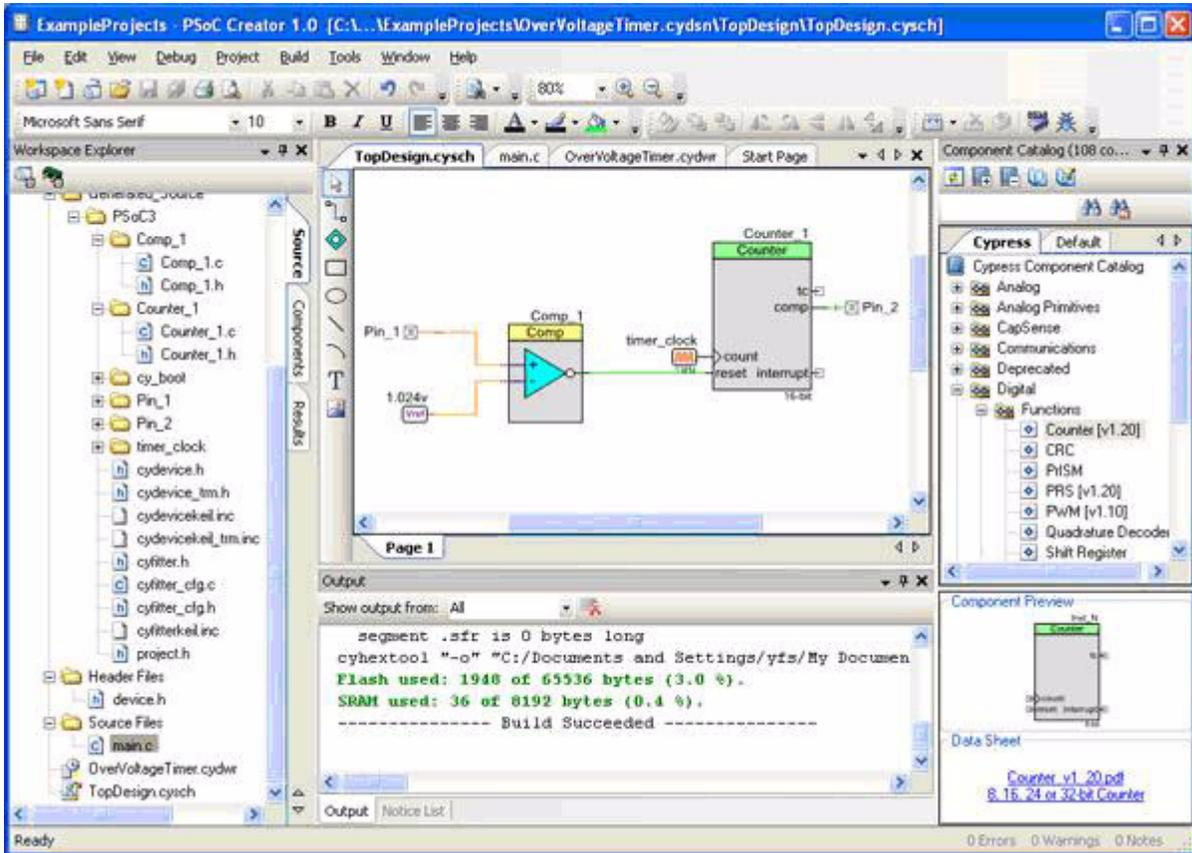 ExampleProjects - PSoC Creator 1.0 [C:\...\ExampleProjects\OverVoltageTimer.cydsn\TopDesign\TopDesign.cysch]
File Edit View Debug Project Build Tools Window Help
80%
Microsoft Sans Serif 10 B I U A
Workspace Explorer
Generated_Source
PSoC3
Comp_1
Comp_1.c
Comp_1.h
Counter_1
Counter_1.c
Counter_1.h
cy_boot
Pin_1
Pin_2
timer_clock
cydevice.h
cydevice_trm.h
cydevicekeil.inc
cydevicekeil_trm.inc
cyfitter.h
cyfitter_cfg.c
cyfitter_cfg.h
cyfitterkeil.inc
project.h
Header Files
device.h
Source Files
main.c
OverVoltageTimer.cydwr
TopDesign.cysch
Source
Components
Results
TopDesign.cysch main.c OverVoltageTimer.cydwr Start Page
T
Counter_1
Counter
tc
comp
Pin_2
Comp_1
Comp
Pin_1
timer_clock
count
reset interrupt
16-bit
1.024v
Vref
Page 1
Output
Show output from: All
segment .sfr is 0 bytes long
cyhextool "-o" "C:/Documents and Settings/yfs/My Documen
Flash used: 1948 of 65536 bytes (3.0 %).
SRAM used: 36 of 8192 bytes (0.4 %).
--------------- Build Succeeded ---------------
Output Notice List
Component Catalog (108 co...
Cypress Default
Cypress Component Catalog
Analog
Analog Primitives
CapSense
Communications
Deprecated
Digital
Functions
Counter [v1.20]
CRC
PrISM
PRS [v1.20]
PWM [v1.10]
Quadrature Decoder
Shift Register
Component Preview
Inst_N
Counter
Data Sheet
Counter_v1_20.pdf
8, 16, 24 or 32-bit Counter
Ready
0 Errors 0 Warnings 0 Notes